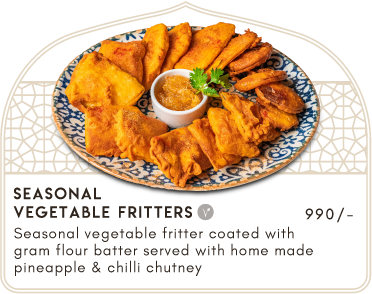 SEASONAL
VEGETABLE FRITTERS V 990/-
Seasonal vegetable fritter coated with
gram flour batter served with home made
pineapple & chilli chutney